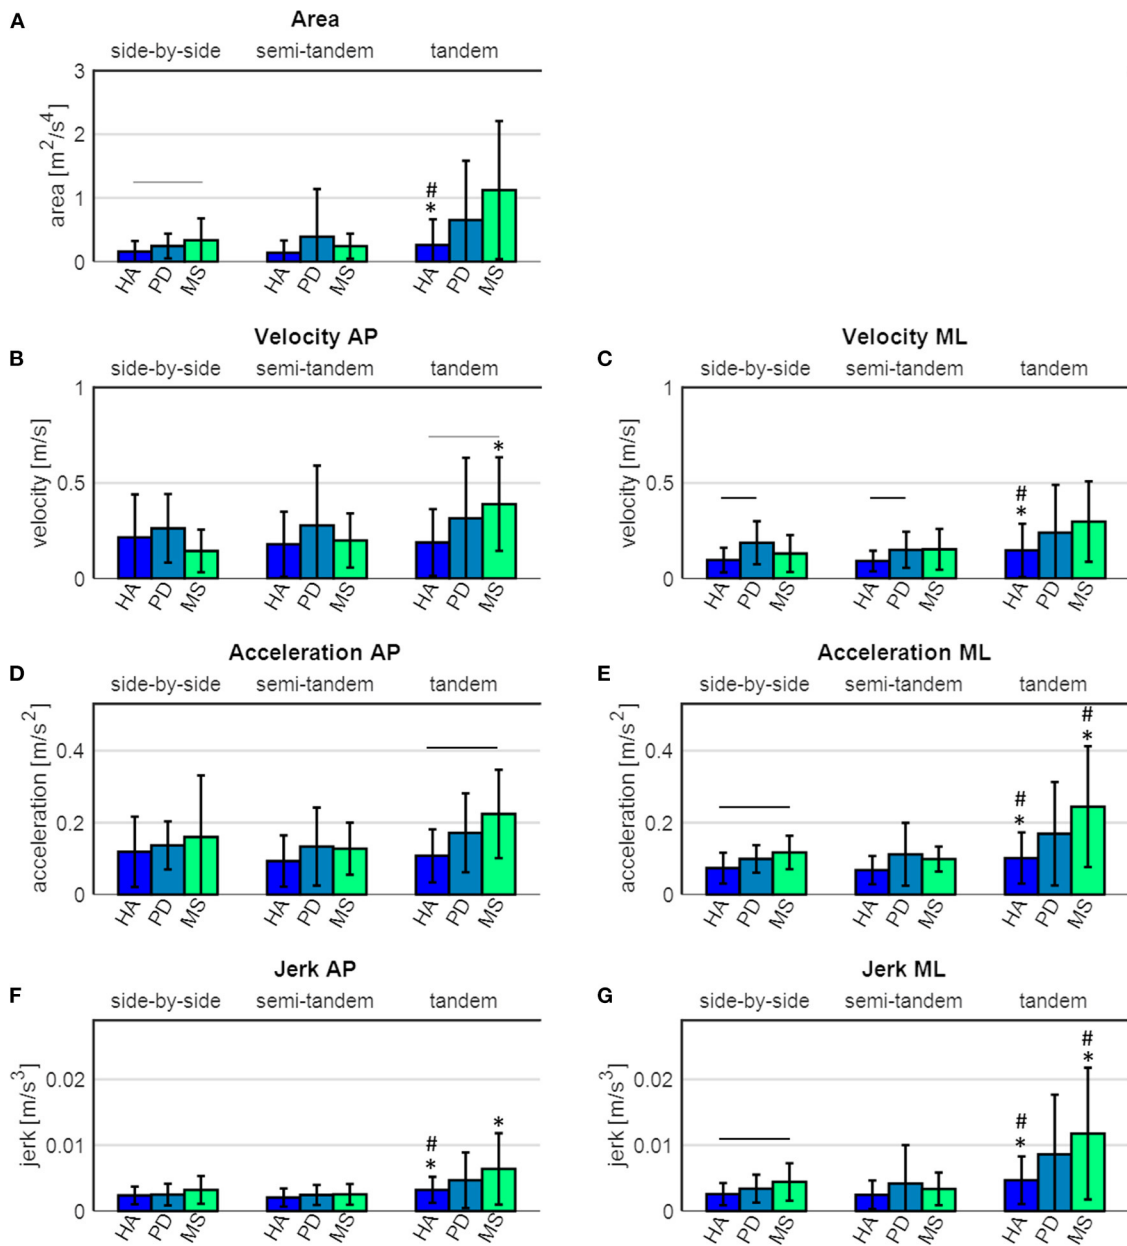 A
Area
side-by-side semi-tandem tandem
area [m²/s⁴]
3
2
1
0
#
*
HA PD MS HA PD MS HA PD MS
B
Velocity AP
side-by-side semi-tandem tandem
velocity [m/s]
1
0.5
0
*
HA PD MS HA PD MS HA PD MS
C
Velocity ML
side-by-side semi-tandem tandem
velocity [m/s]
1
0.5
0
#
*
HA PD MS HA PD MS HA PD MS
D
Acceleration AP
side-by-side semi-tandem tandem
acceleration [m/s²]
0.4
0.2
0
HA PD MS HA PD MS HA PD MS
E
Acceleration ML
side-by-side semi-tandem tandem
acceleration [m/s²]
0.4
0.2
0
#
*
#
*
HA PD MS HA PD MS HA PD MS
F
Jerk AP
side-by-side semi-tandem tandem
jerk [m/s³]
0.02
0.01
0
#
*
*
HA PD MS HA PD MS HA PD MS
G
Jerk ML
side-by-side semi-tandem tandem
jerk [m/s³]
0.02
0.01
0
#
*
#
*
HA PD MS HA PD MS HA PD MS